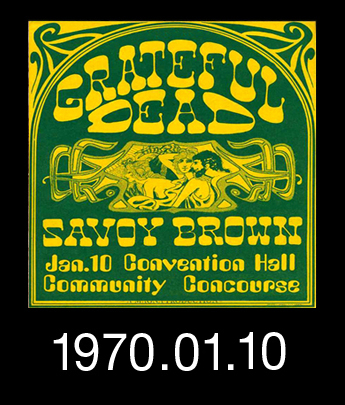 GRATEFUL
DEAD
SAVOY BROWN
Jan.10 Convention Hall
Community Concourse
1970.01.10